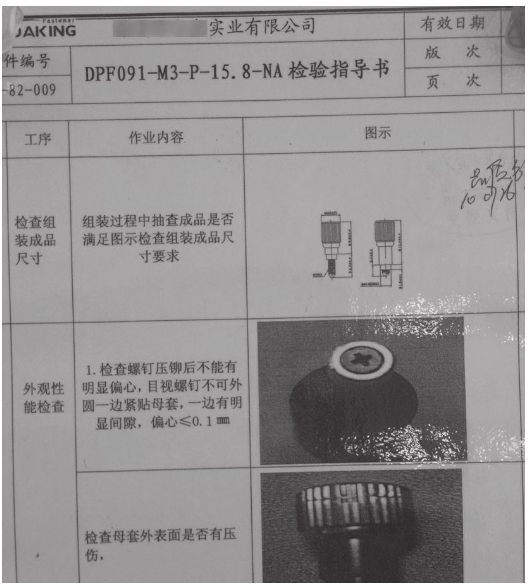 Fastener
JAKING
实业有限公司
有效日期
件编号
DPF091-M3-P-15.8-NA 检验指导书
版 次
-82-009
页 次
工序
作业内容
图示
检查组
装成品
尺寸
组装过程中抽查成品是否
满足图示检查组装成品尺
寸要求
外观性
能检查
1.检查螺钉压铆后不能有
明显偏心,目视螺钉不可外
圆一边紧贴母套,一边有明
显间隙, 偏心≤0.1 mm
检查母套外表面是否有压
伤,